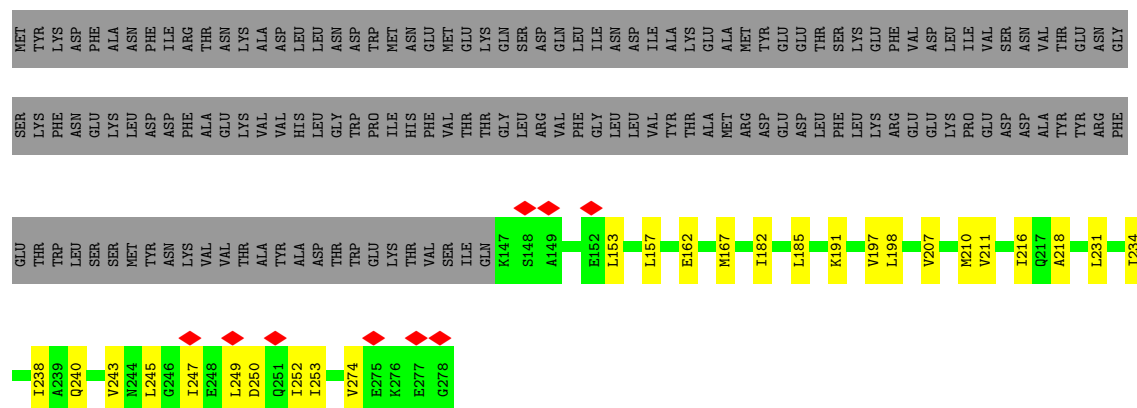 MET TYR LYS ASP PHE ALA ASN PHE ILE ARG THR ASN LYS ALA ASP LEU LEU ASN ASP TRP MET ASN GLU MET GLU LYS GLN SER ASP GLN LEU ILE ASN ASP ILE ALA LYS GLU ALA MET TYR GLU GLU THR SER LYS GLU PHE VAL ASP LEU ILE VAL SER ASN VAL THR GLU ASN GLY
SER LYS PHE ASN GLU LYS LEU ASP ASP PHE ALA GLU LYS VAL VAL HIS LEU GLY TRP PRO ILE HIS PHE VAL THR THR GLY LEU ARG VAL PHE GLY LEU LEU VAL TYR THR ALA MET ARG ASP GLU ASP LEU PHE LEU LYS ARG GLU GLU LYS PRO GLU ASP ASP ALA TYR TYR ARG PHE
GLU THR TRP LEU SER SER MET TYR ASN LYS VAL VAL THR ALA TYR ALA ASP THR TRP GLU LYS THR VAL SER ILE GLN K147 S148 A149 E152 L153 L157 E162 M167 I182 L185 K191 V197 L198 V207 M210 V211 I216 Q217 A218 L231 I234
I238 A239 Q240 V243 N244 L245 G246 I247 E248 L249 D250 Q251 I252 I253 V274 E275 K276 E277 G278